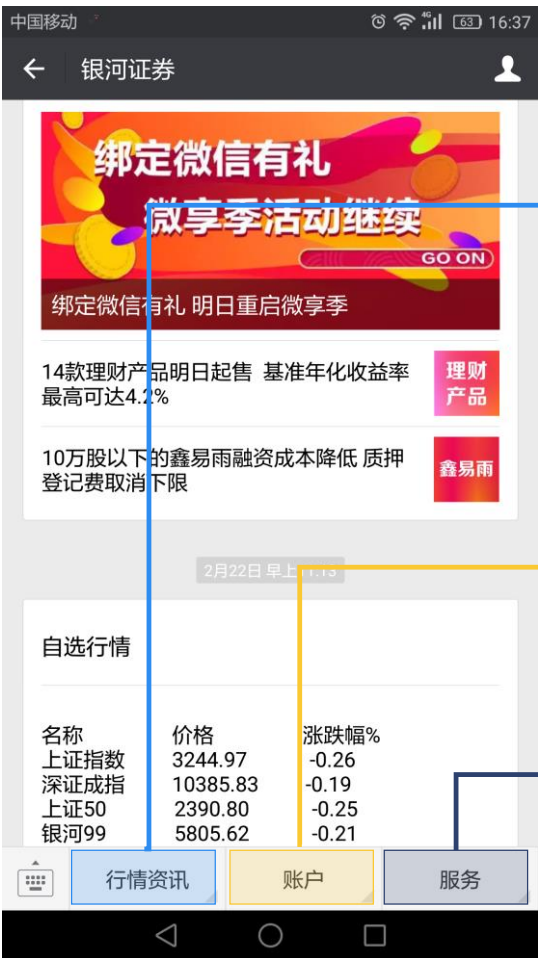 中国移动 4G 63 16:37
银河证券
绑定微信有礼
微享季活动继续
GO ON
绑定微信有礼 明日重启微享季
14款理财产品明日起售 基准年化收益率
最高可达4.2%
理财
产品
10万股以下的鑫易雨融资成本降低 质押
登记费取消下限
鑫易雨
2月22日 早上11:13
自选行情
名称 价格 涨跌幅%
上证指数 3244.97 -0.26
深证成指 10385.83 -0.19
上证50 2390.80 -0.25
银河99 5805.62 -0.21
行情资讯 账户 服务